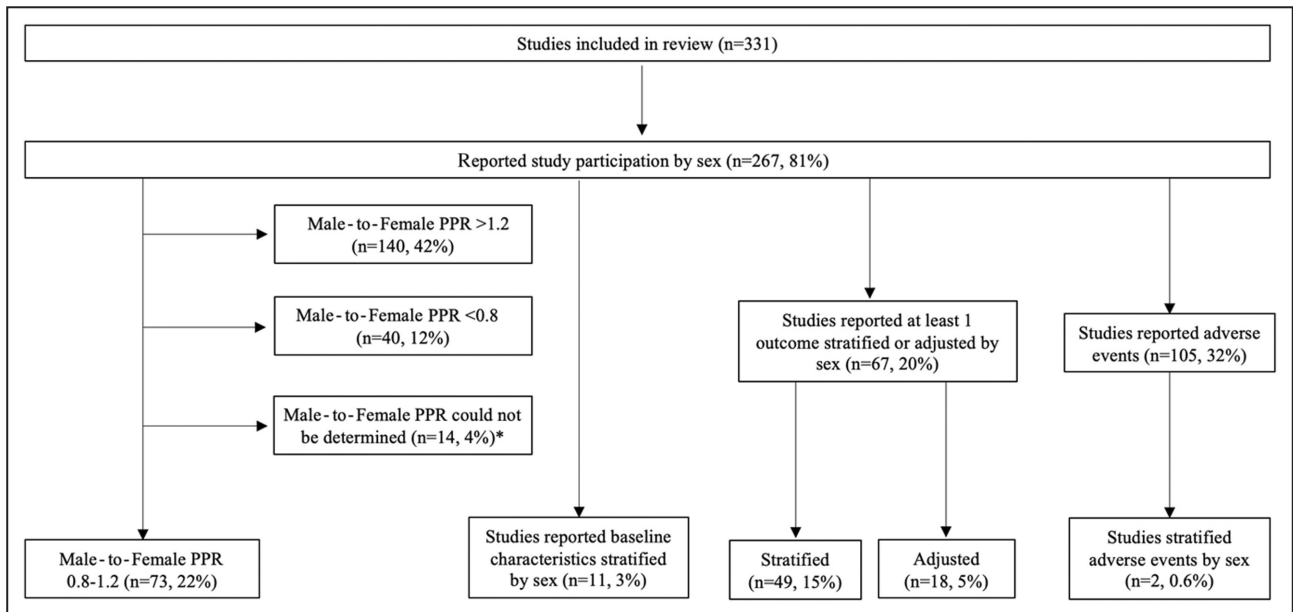 Studies included in review (n=331)
Reported study participation by sex (n=267, 81%)
Male-to-Female PPR >1.2
(n=140, 42%)
Male-to-Female PPR <0.8
(n=40, 12%)
Male-to-Female PPR could not
be determined (n=14, 4%)*
Male-to-Female PPR
0.8-1.2 (n=73, 22%)
Studies reported baseline
characteristics stratified
by sex (n=11, 3%)
Studies reported at least 1
outcome stratified or adjusted by
sex (n=67, 20%)
Stratified
(n=49, 15%)
Adjusted
(n=18, 5%)
Studies reported adverse
events (n=105, 32%)
Studies stratified
adverse events by sex
(n=2, 0.6%)